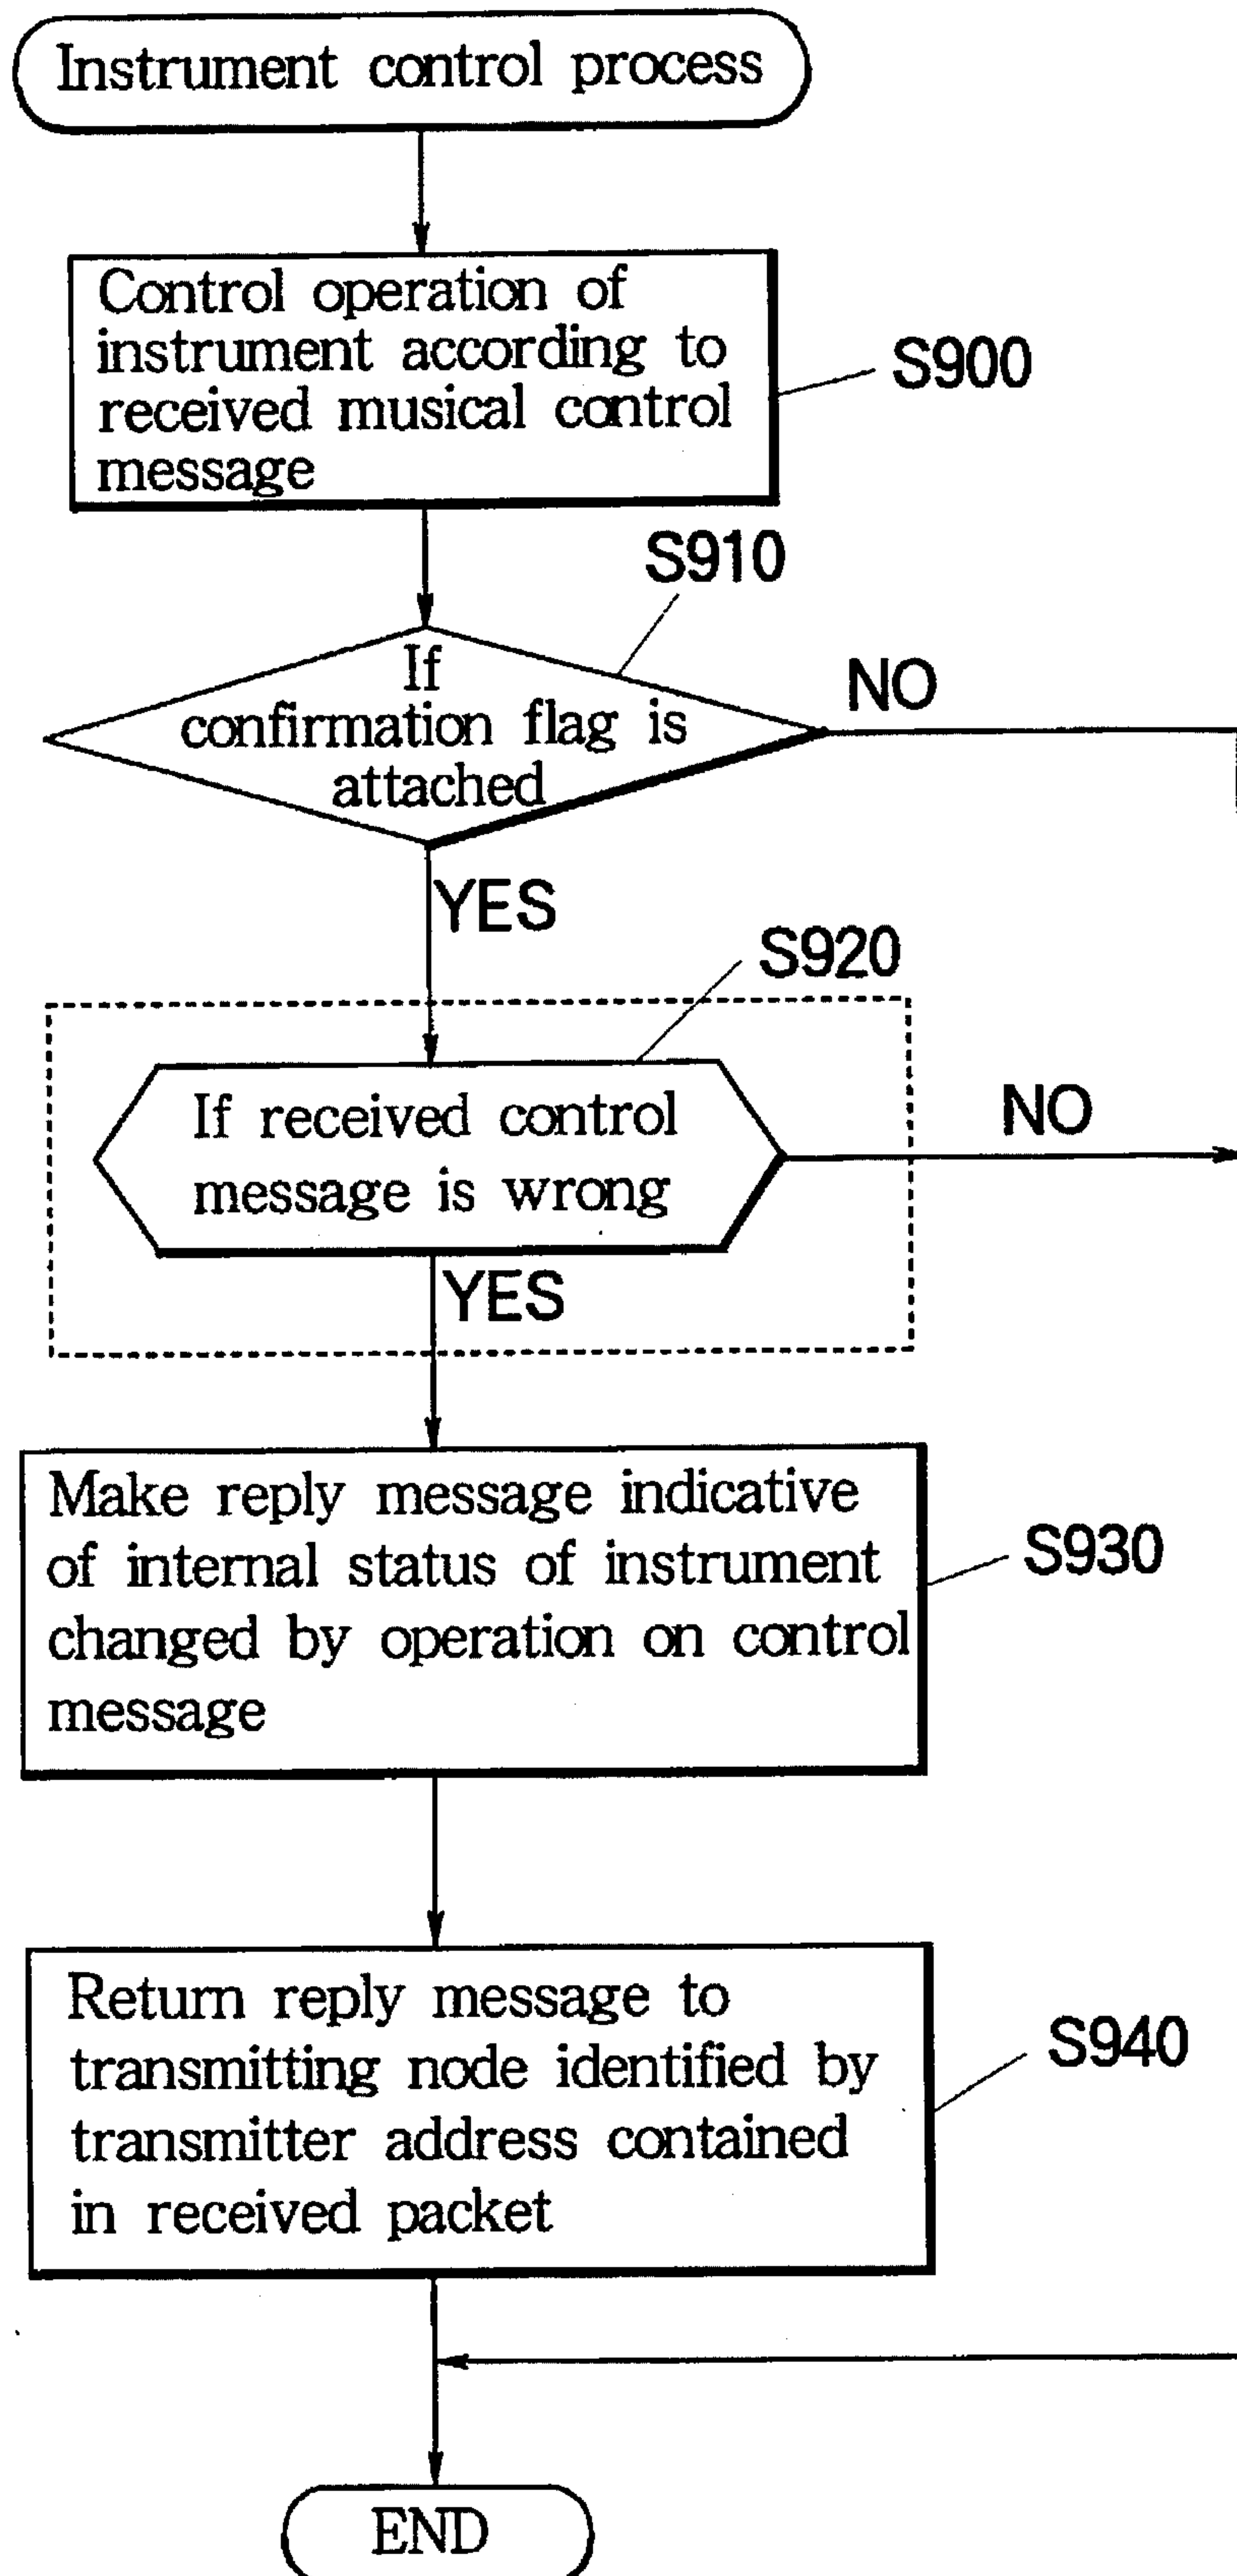 Instrument control process
Control operation of
instrument according to
received musical control
message
S900
S910
If
confirmation flag is
attached
NO
YES
S920
If received control
message is wrong
NO
YES
Make reply message indicative
of internal status of instrument
changed by operation on control
message
S930
Return reply message to
transmitting node identified by
transmitter address contained
in received packet
S940
END